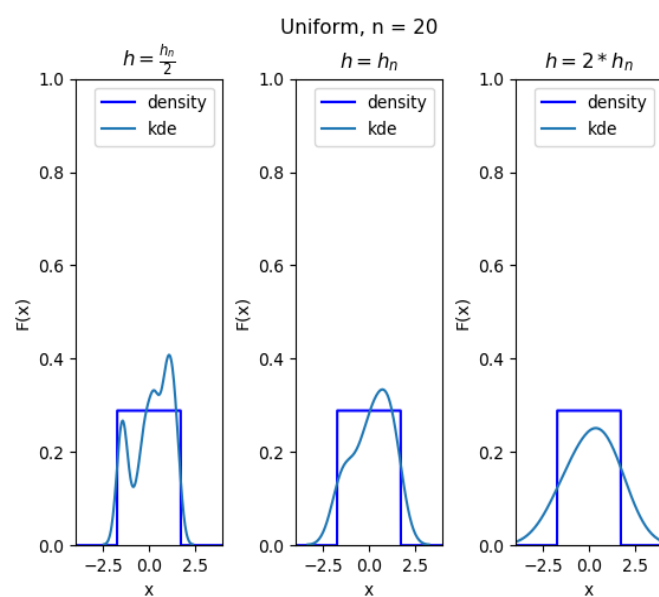 Uniform, n = 20
h = h_n/2
h = h_n
h = 2 * h_n
density
kde
density
kde
density
kde
1.0
0.8
0.6
0.4
0.2
0.0
F(x)
−2.5 0.0 2.5
x
1.0
0.8
0.6
0.4
0.2
0.0
F(x)
−2.5 0.0 2.5
x
1.0
0.8
0.6
0.4
0.2
0.0
F(x)
−2.5 0.0 2.5
x